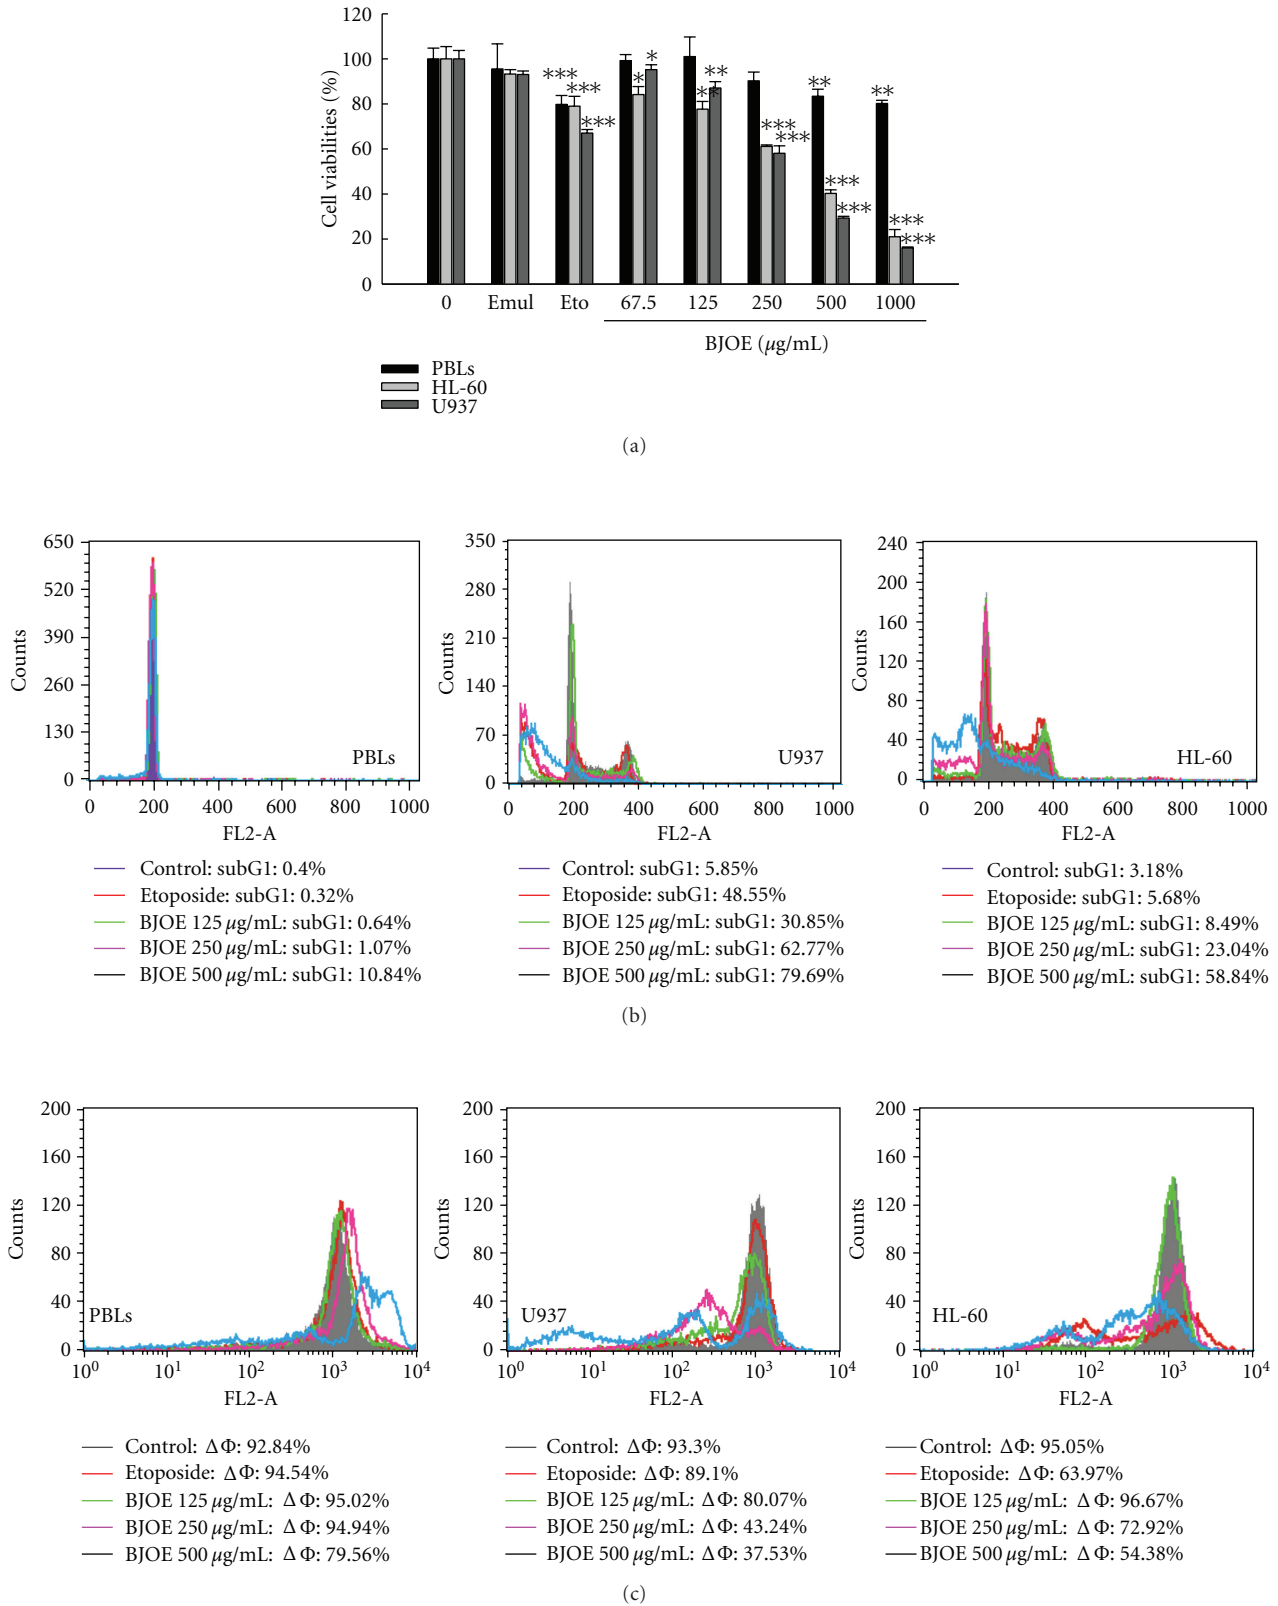 120
100
80
60
40
20
0
Cell viabilities (%)
*** *** ***
* *
** **
*** ***
** *** ***
** *** ***
0 Emul Eto 67.5 125 250 500 1000
BJOE (μg/mL)
PBLs
HL-60
U937
(a)
650
520
390
260
130
0
Counts
PBLs
0 200 400 600 800 1000
FL2-A
350
280
210
140
70
0
Counts
U937
0 200 400 600 800 1000
FL2-A
240
200
160
120
80
40
0
Counts
HL-60
0 200 400 600 800 1000
FL2-A
Control: subG1: 0.4%
Etoposide: subG1: 0.32%
BJOE 125 μg/mL: subG1: 0.64%
BJOE 250 μg/mL: subG1: 1.07%
BJOE 500 μg/mL: subG1: 10.84%
Control: subG1: 5.85%
Etoposide: subG1: 48.55%
BJOE 125 μg/mL: subG1: 30.85%
BJOE 250 μg/mL: subG1: 62.77%
BJOE 500 μg/mL: subG1: 79.69%
Control: subG1: 3.18%
Etoposide: subG1: 5.68%
BJOE 125 μg/mL: subG1: 8.49%
BJOE 250 μg/mL: subG1: 23.04%
BJOE 500 μg/mL: subG1: 58.84%
(b)
200
160
120
80
40
0
Counts
PBLs
10⁰ 10¹ 10² 10³ 10⁴
FL2-A
200
160
120
80
40
0
Counts
U937
10⁰ 10¹ 10² 10³ 10⁴
FL2-A
200
160
120
80
40
0
Counts
HL-60
10⁰ 10¹ 10² 10³ 10⁴
FL2-A
Control: ΔΦ: 92.84%
Etoposide: ΔΦ: 94.54%
BJOE 125 μg/mL: ΔΦ: 95.02%
BJOE 250 μg/mL: ΔΦ: 94.94%
BJOE 500 μg/mL: ΔΦ: 79.56%
Control: ΔΦ: 93.3%
Etoposide: ΔΦ: 89.1%
BJOE 125 μg/mL: ΔΦ: 80.07%
BJOE 250 μg/mL: ΔΦ: 43.24%
BJOE 500 μg/mL: ΔΦ: 37.53%
Control: ΔΦ: 95.05%
Etoposide: ΔΦ: 63.97%
BJOE 125 μg/mL: ΔΦ: 96.67%
BJOE 250 μg/mL: ΔΦ: 72.92%
BJOE 500 μg/mL: ΔΦ: 54.38%
(c)